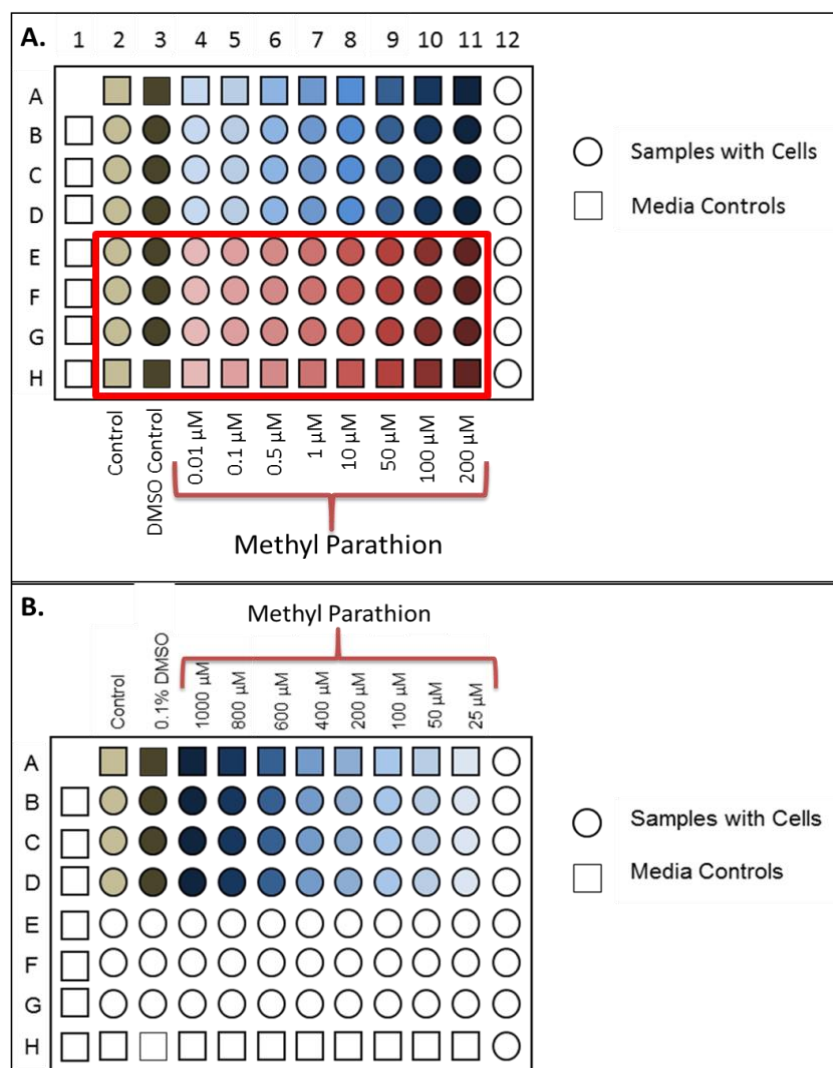 A.
1 2 3 4 5 6 7 8 9 10 11 12
A
B
C
D
E
F
G
H
Samples with Cells
Media Controls
Control
DMSO Control
0.01 µM
0.1 µM
0.5 µM
1 µM
10 µM
50 µM
100 µM
200 µM
Methyl Parathion
B.
Methyl Parathion
Control
0.1% DMSO
1000 µM
800 µM
600 µM
400 µM
200 µM
100 µM
50 µM
25 µM
A
B
C
D
E
F
G
H
Samples with Cells
Media Controls